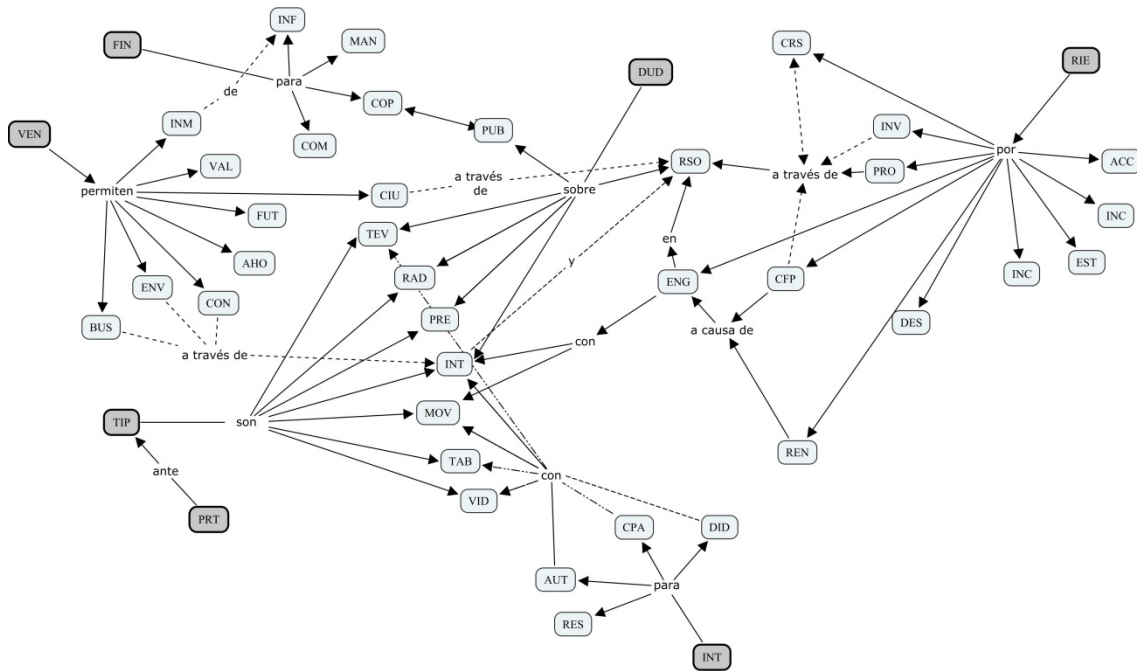 INF
FIN
MAN
CRS
RIE
para
DUD
de
COP
INM
PUB
INV
VEN
COM
por
RSO
ACC
VAL
a través de
PRO
a través
de
permiten
CIU
sobre
FUT
INC
TEV
en
y
AHO
EST
RAD
INC
ENV
ENG
CFP
CON
PRE
DES
BUS
a causa de
a través de
con
INT
MOV
TIP
son
REN
TAB
ante
con
VID
PRT
CPA
DID
AUT
para
RES
INT